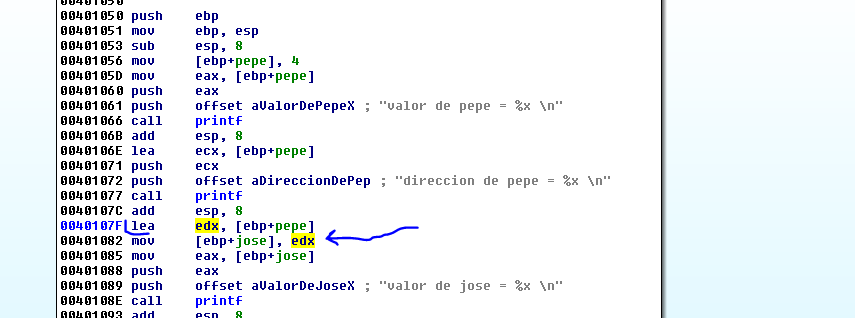 00401050
00401050 push    ebp
00401051 mov     ebp, esp
00401053 sub     esp, 8
00401056 mov     [ebp+pepe], 4
0040105D mov     eax, [ebp+pepe]
00401060 push    eax
00401061 push    offset aValorDePepeX ; "valor de pepe = %x \n"
00401066 call    printf
0040106B add     esp, 8
0040106E lea     ecx, [ebp+pepe]
00401071 push    ecx
00401072 push    offset aDireccionDePep ; "direccion de pepe = %x \n"
00401077 call    printf
0040107C add     esp, 8
0040107F lea     edx, [ebp+pepe]
00401082 mov     [ebp+jose], edx
00401085 mov     eax, [ebp+jose]
00401088 push    eax
00401089 push    offset aValorDeJoseX ; "valor de jose = %x \n"
0040108E call    printf
00401093 add     esp, 8